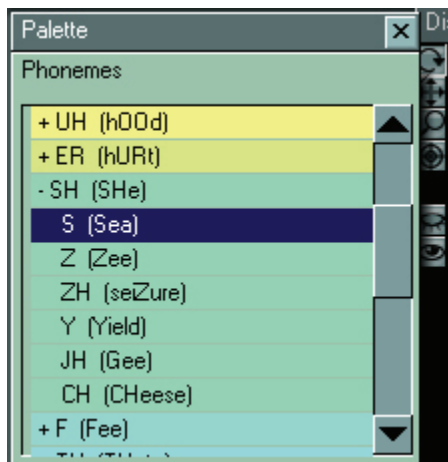 Palette
Phonemes
+ UH (hOOd)
+ ER (hURt)
- SH (SHe)
S (Sea)
Z (Zee)
ZH (seiZure)
Y (Yield)
JH (Gee)
CH (CHeese)
+ F (Fee)